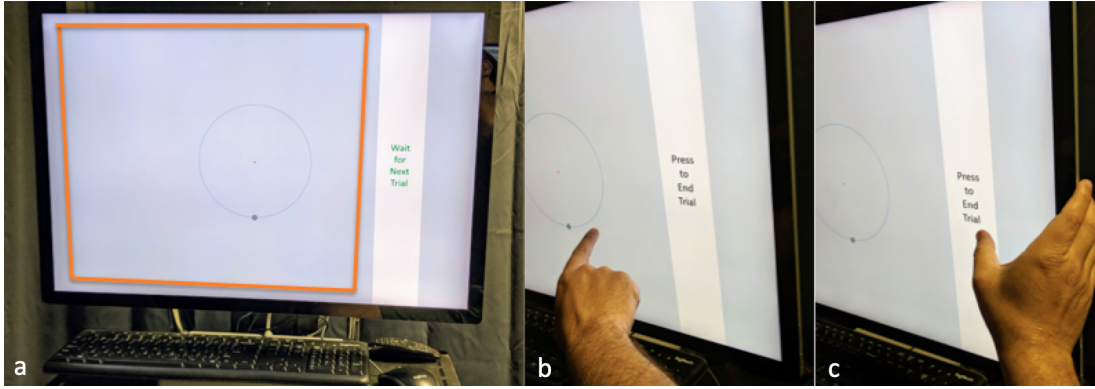 Wait
for
Next
Trial
a
Press
to
End
Trial
b
Press
to
End
Trial
c